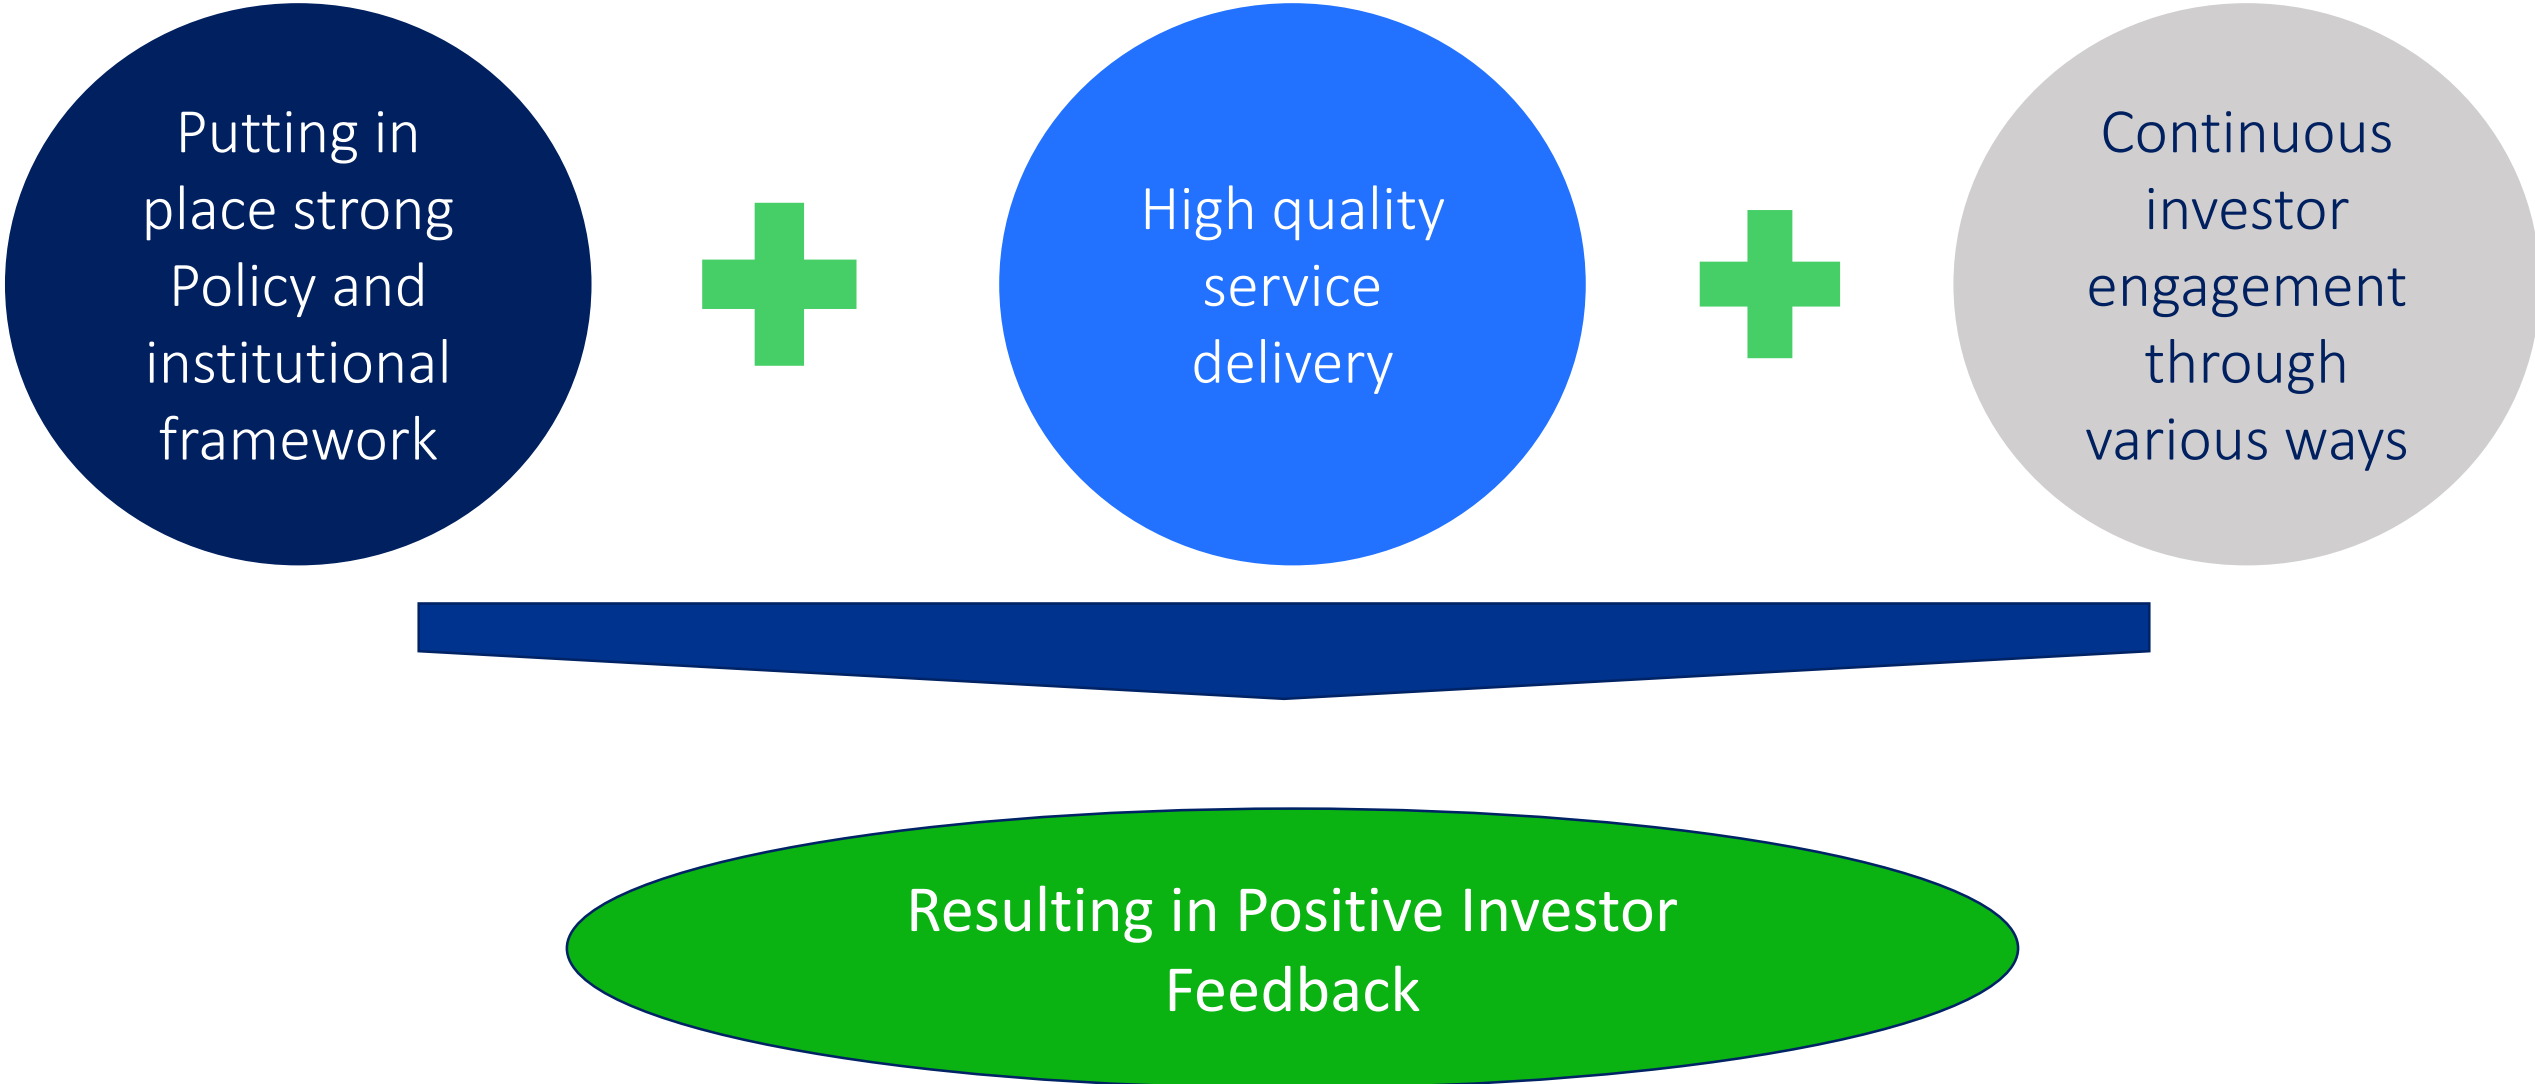 Putting in
place strong
Policy and
institutional
framework
High quality
service
delivery
Continuous
investor
engagement
through
various ways
Resulting in Positive Investor
Feedback